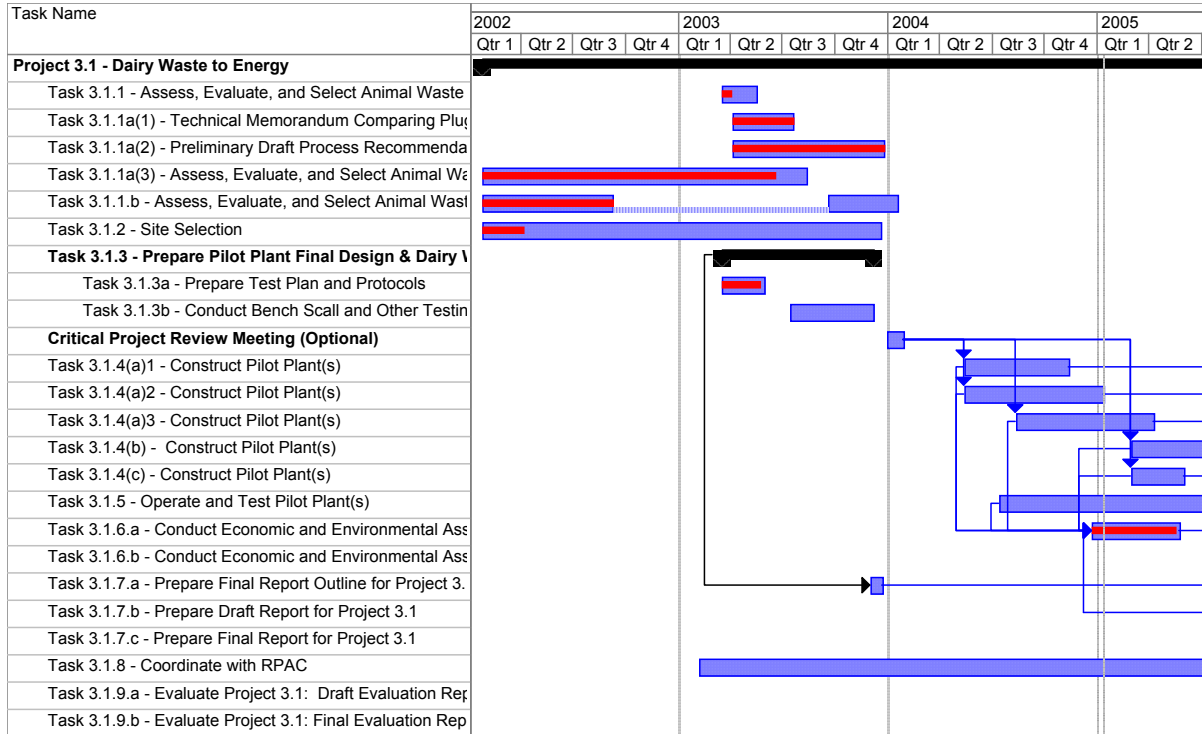 Task Name
2002 2003 2004 2005
Qtr 1 Qtr 2 Qtr 3 Qtr 4 Qtr 1 Qtr 2 Qtr 3 Qtr 4 Qtr 1 Qtr 2 Qtr 3 Qtr 4 Qtr 1 Qtr 2
Project 3.1 - Dairy Waste to Energy
Task 3.1.1 - Assess, Evaluate, and Select Animal Waste
Task 3.1.1a(1) - Technical Memorandum Comparing Plug
Task 3.1.1a(2) - Preliminary Draft Process Recommenda
Task 3.1.1a(3) - Assess, Evaluate, and Select Animal Wa
Task 3.1.1.b - Assess, Evaluate, and Select Animal Wast
Task 3.1.2 - Site Selection
Task 3.1.3 - Prepare Pilot Plant Final Design & Dairy W
Task 3.1.3a - Prepare Test Plan and Protocols
Task 3.1.3b - Conduct Bench Scall and Other Testin
Critical Project Review Meeting (Optional)
Task 3.1.4(a)1 - Construct Pilot Plant(s)
Task 3.1.4(a)2 - Construct Pilot Plant(s)
Task 3.1.4(a)3 - Construct Pilot Plant(s)
Task 3.1.4(b) - Construct Pilot Plant(s)
Task 3.1.4(c) - Construct Pilot Plant(s)
Task 3.1.5 - Operate and Test Pilot Plant(s)
Task 3.1.6.a - Conduct Economic and Environmental Ass
Task 3.1.6.b - Conduct Economic and Environmental Ass
Task 3.1.7.a - Prepare Final Report Outline for Project 3.
Task 3.1.7.b - Prepare Draft Report for Project 3.1
Task 3.1.7.c - Prepare Final Report for Project 3.1
Task 3.1.8 - Coordinate with RPAC
Task 3.1.9.a - Evaluate Project 3.1: Draft Evaluation Rep
Task 3.1.9.b - Evaluate Project 3.1: Final Evaluation Rep